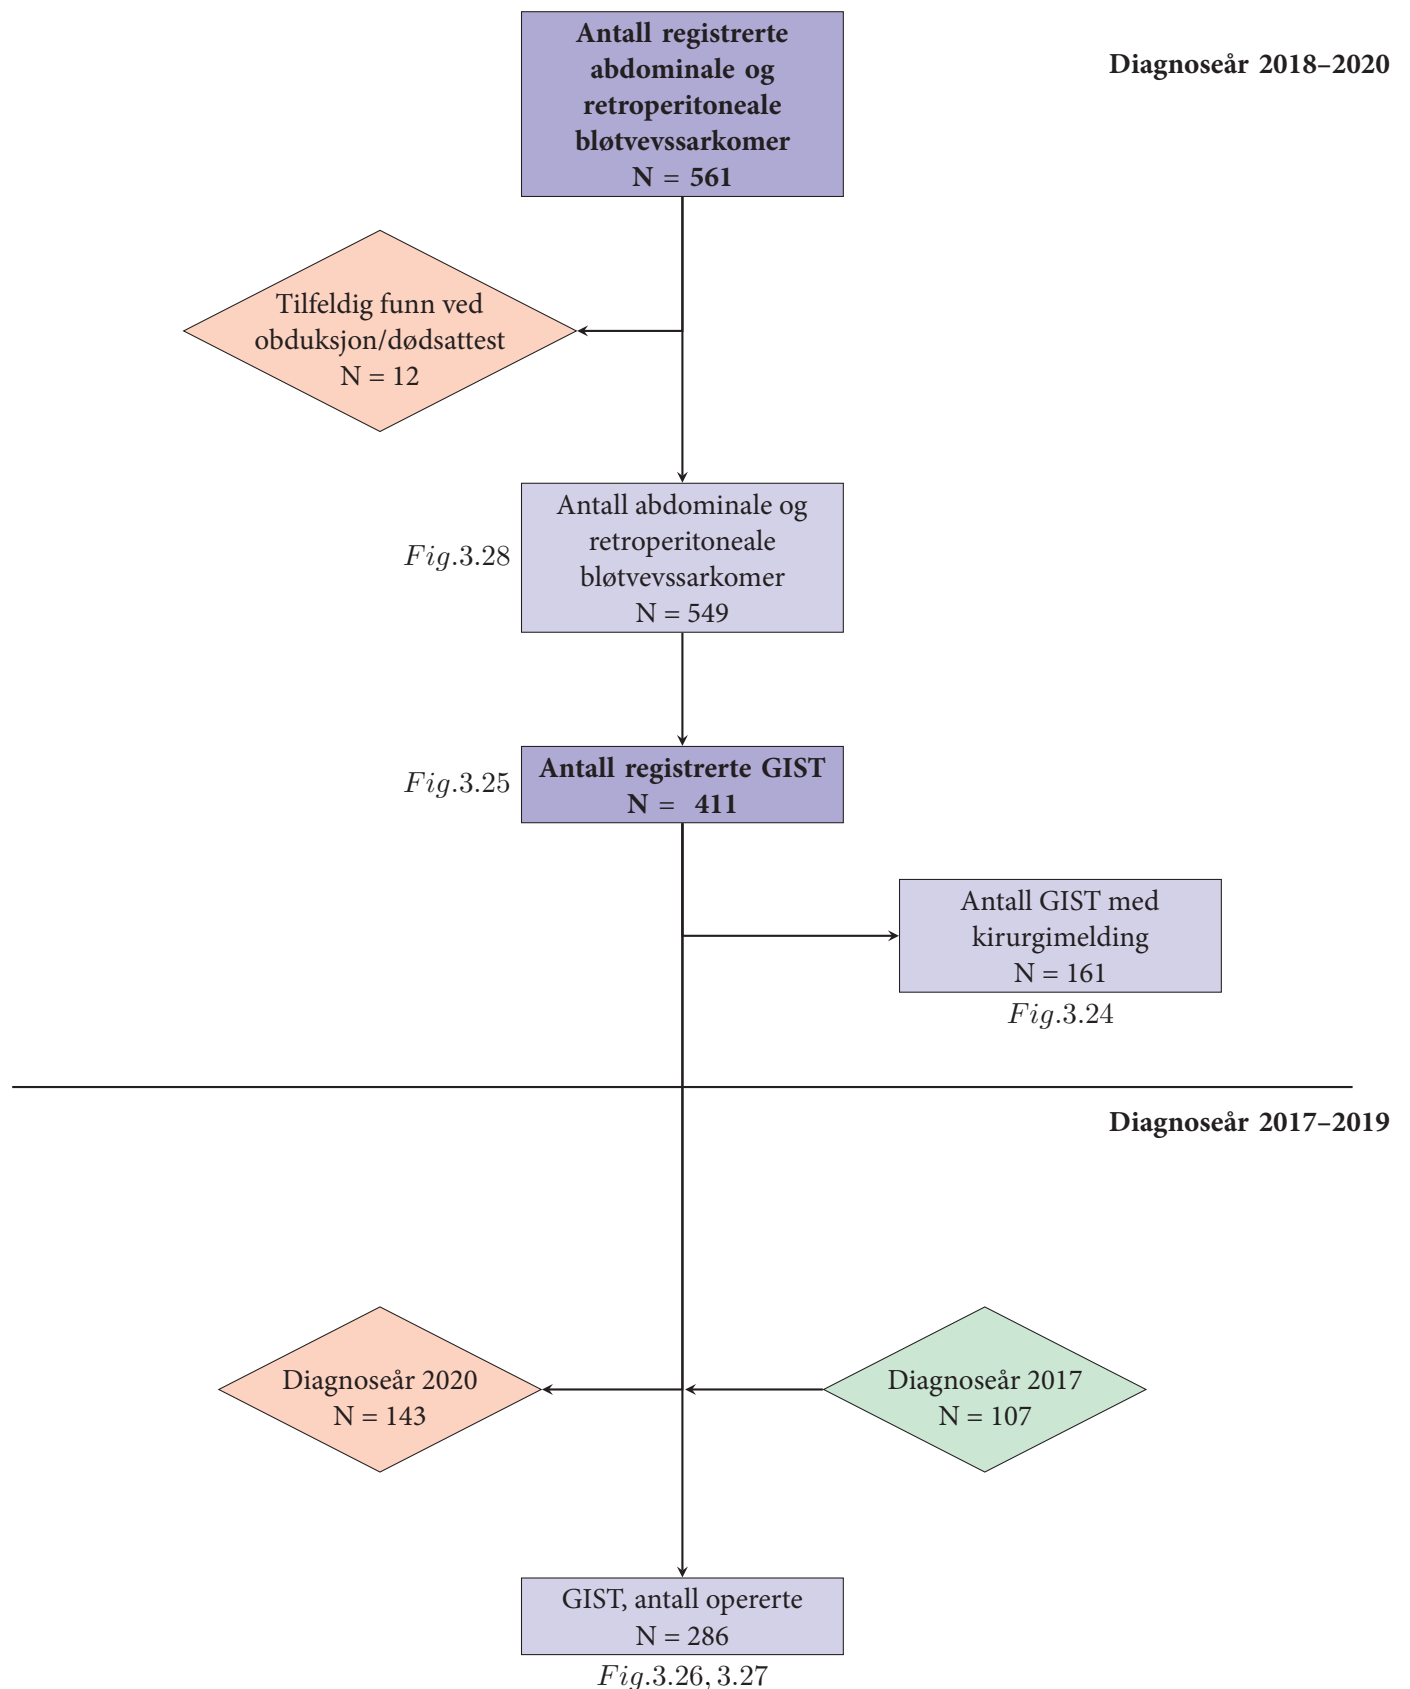 Antall registrerte
abdominale og
retroperitoneale
bløtvevssarkomer
N = 561
Diagnoseår 2018–2020
Tilfeldig funn ved
obduksjon/dødsattest
N = 12
Antall abdominale og
retroperitoneale
bløtvevssarkomer
N = 549
Fig.3.28
Antall registrerte GIST
N = 411
Fig.3.25
Antall GIST med
kirurgimelding
N = 161
Fig.3.24
Diagnoseår 2017–2019
Diagnoseår 2020
N = 143
Diagnoseår 2017
N = 107
GIST, antall opererte
N = 286
Fig.3.26, 3.27